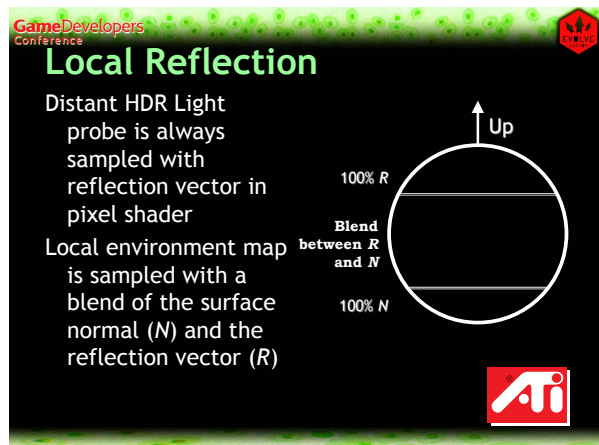 GameDevelopers
Conference
EVOLVE
Local Reflection
Distant HDR Light
probe is always
sampled with
reflection vector in
pixel shader
Local environment map
is sampled with a
blend of the surface
normal (N) and the
reflection vector (R)
Up
100% R
Blend
between R
and N
100% N
ATI